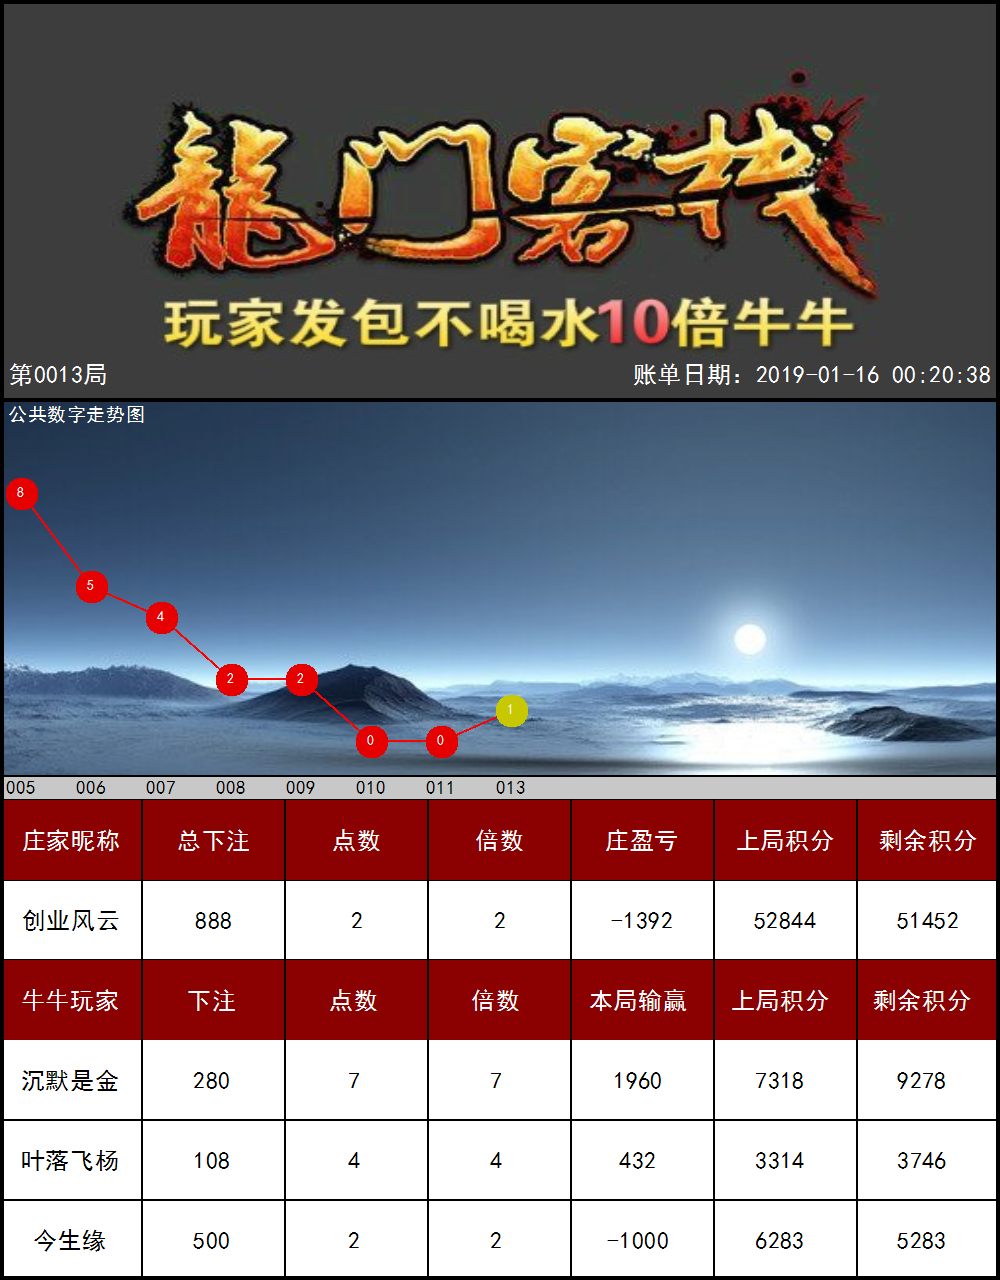 龍门客栈
玩家发包不喝水10倍牛牛
第0013局 账单日期：2019-01-16 00:20:38
公共数字走势图
8
5
4
2 2
1
0 0
005 006 007 008 009 010 011 013
庄家昵称 总下注 点数 倍数 庄盈亏 上局积分 剩余积分
创业风云 888 2 2 -1392 52844 51452
牛牛玩家 下注 点数 倍数 本局输赢 上局积分 剩余积分
沉默是金 280 7 7 1960 7318 9278
叶落飞杨 108 4 4 432 3314 3746
今生缘 500 2 2 -1000 6283 5283